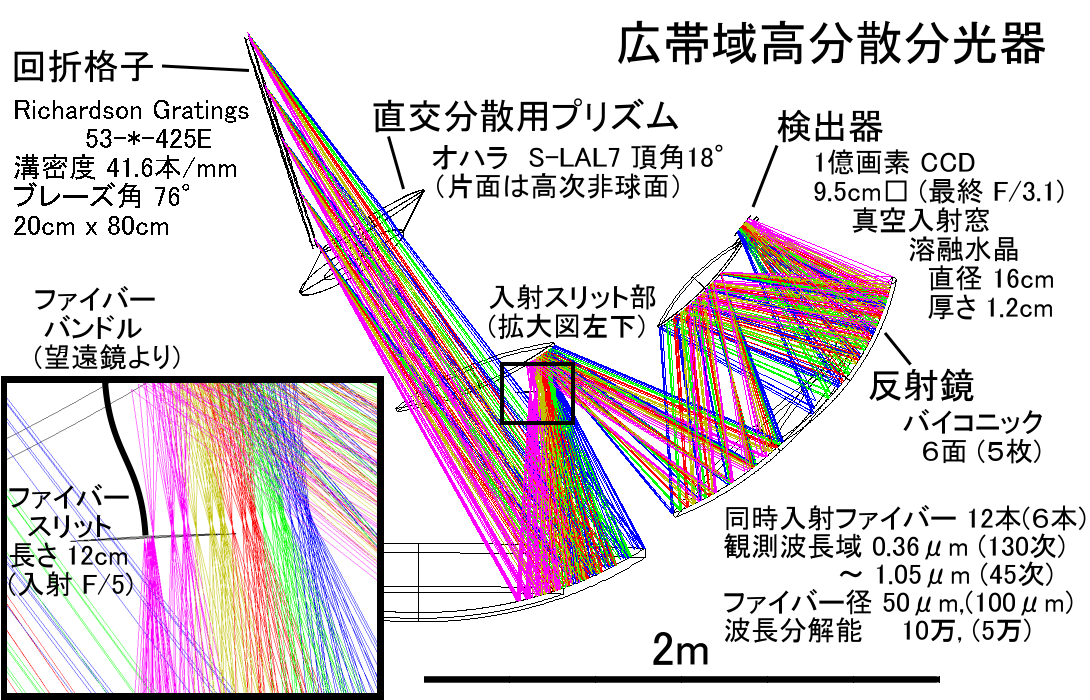 広帯域高分散分光器
回折格子
Richardson Gratings
53-*-425E
溝密度 41.6本/mm
ブレーズ角 76°
20cm x 80cm
直交分散用プリズム
オハラ S-LAL7 頂角18°
(片面は高次非球面)
検出器
1億画素 CCD
9.5cm□ (最終 F/3.1)
真空入射窓
溶融水晶
直径 16cm
厚さ 1.2cm
ファイバー
バンドル
(望遠鏡より)
入射スリット部
(拡大図左下)
反射鏡
バイコニック
6面 (5枚)
ファイバー
スリット
長さ 12cm
(入射 F/5)
同時入射ファイバー 12本(6本)
観測波長域 0.36μm (130次)
~ 1.05μm (45次)
ファイバー径 50μm,(100μm)
波長分解能 10万, (5万)
2m